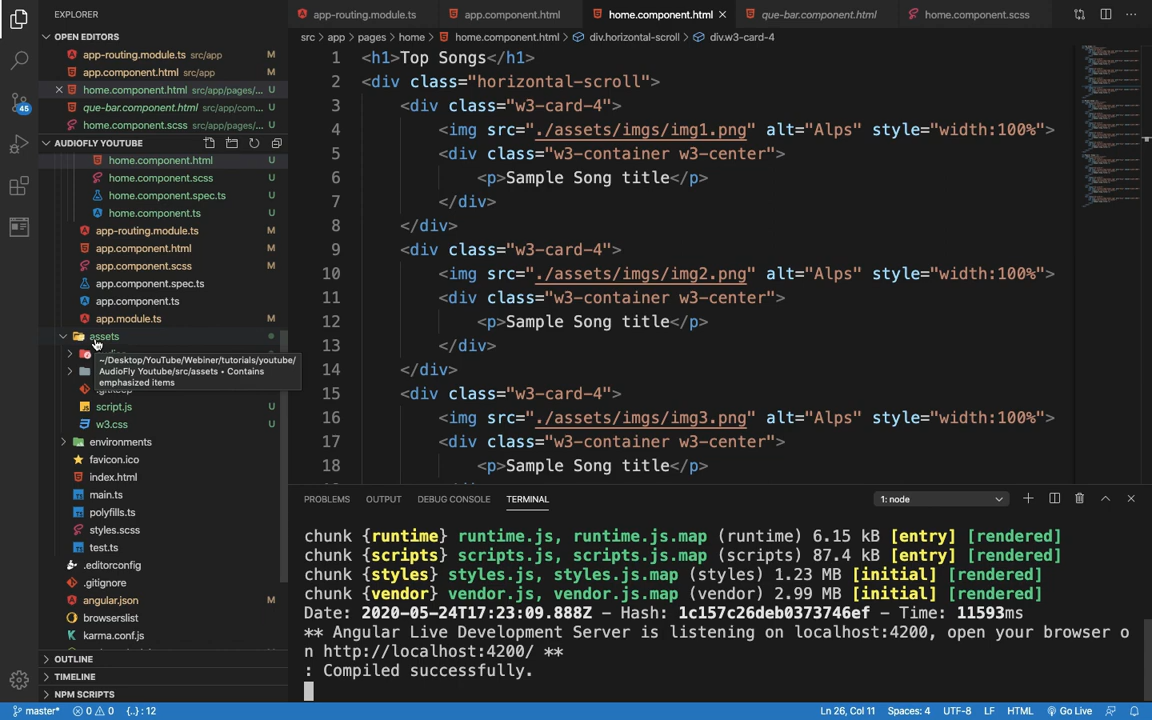 EXPLORER
OPEN EDITORS
app-routing.module.ts src/app M
app.component.html src/app M
home.component.html src/app/pages/... U
que-bar.component.html src/app/com... U
home.component.scss src/app/pages/... U
AUDIOFLY YOUTUBE
home.component.html U
home.component.scss U
home.component.spec.ts U
home.component.ts U
app-routing.module.ts M
app.component.html M
app.component.scss M
app.component.spec.ts
app.component.ts
app.module.ts M
assets
~/Desktop/YouTube/Webiner/tutorials/youtube/
AudioFly Youtube/src/assets • Contains
emphasized items
script.js U
w3.css U
environments
favicon.ico
index.html
main.ts
polyfills.ts
styles.scss
test.ts
.editorconfig
.gitignore
angular.json M
browserslist
karma.conf.js
OUTLINE
TIMELINE
NPM SCRIPTS
45
app-routing.module.ts app.component.html home.component.html que-bar.component.html home.component.scss
src > app > pages > home > home.component.html > div.horizontal-scroll > div.w3-card-4
1 <h1>Top Songs</h1>
2 <div class="horizontal-scroll">
3 <div class="w3-card-4">
4 <img src="./assets/imgs/img1.png" alt="Alps" style="width:100%">
5 <div class="w3-container w3-center">
6 <p>Sample Song title</p>
7 </div>
8 </div>
9 <div class="w3-card-4">
10 <img src="./assets/imgs/img2.png" alt="Alps" style="width:100%">
11 <div class="w3-container w3-center">
12 <p>Sample Song title</p>
13 </div>
14 </div>
15 <div class="w3-card-4">
16 <img src="./assets/imgs/img3.png" alt="Alps" style="width:100%">
17 <div class="w3-container w3-center">
18 <p>Sample Song title</p>
PROBLEMS OUTPUT DEBUG CONSOLE TERMINAL 1: node
chunk {runtime} runtime.js, runtime.js.map (runtime) 6.15 kB [entry] [rendered]
chunk {scripts} scripts.js, scripts.js.map (scripts) 87.4 kB [entry] [rendered]
chunk {styles} styles.js, styles.js.map (styles) 1.23 MB [initial] [rendered]
chunk {vendor} vendor.js, vendor.js.map (vendor) 2.99 MB [initial] [rendered]
Date: 2020-05-24T17:23:09.888Z - Hash: 1c157c26deb0373746ef - Time: 11593ms
** Angular Live Development Server is listening on localhost:4200, open your browser o
n http://localhost:4200/ **
: Compiled successfully.
master* 0 0 {..} : 12 Ln 26, Col 11 Spaces: 4 UTF-8 LF HTML Go Live